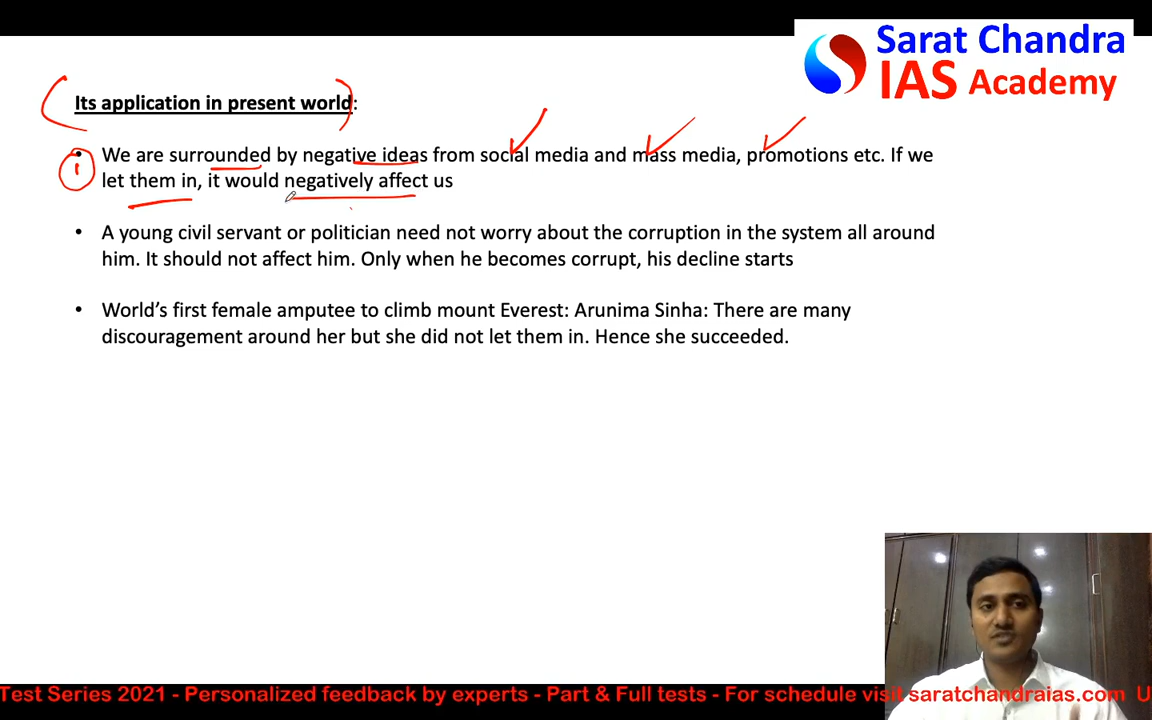 Sarat Chandra
IAS Academy
Its application in present world:
1
• We are surrounded by negative ideas from social media and mass media, promotions etc. If we
let them in, it would negatively affect us
• A young civil servant or politician need not worry about the corruption in the system all around
him. It should not affect him. Only when he becomes corrupt, his decline starts
• World’s first female amputee to climb mount Everest: Arunima Sinha: There are many
discouragement around her but she did not let them in. Hence she succeeded.
Test Series 2021 - Personalized feedback by experts - Part & Full tests - For schedule visit saratchandraias.com U